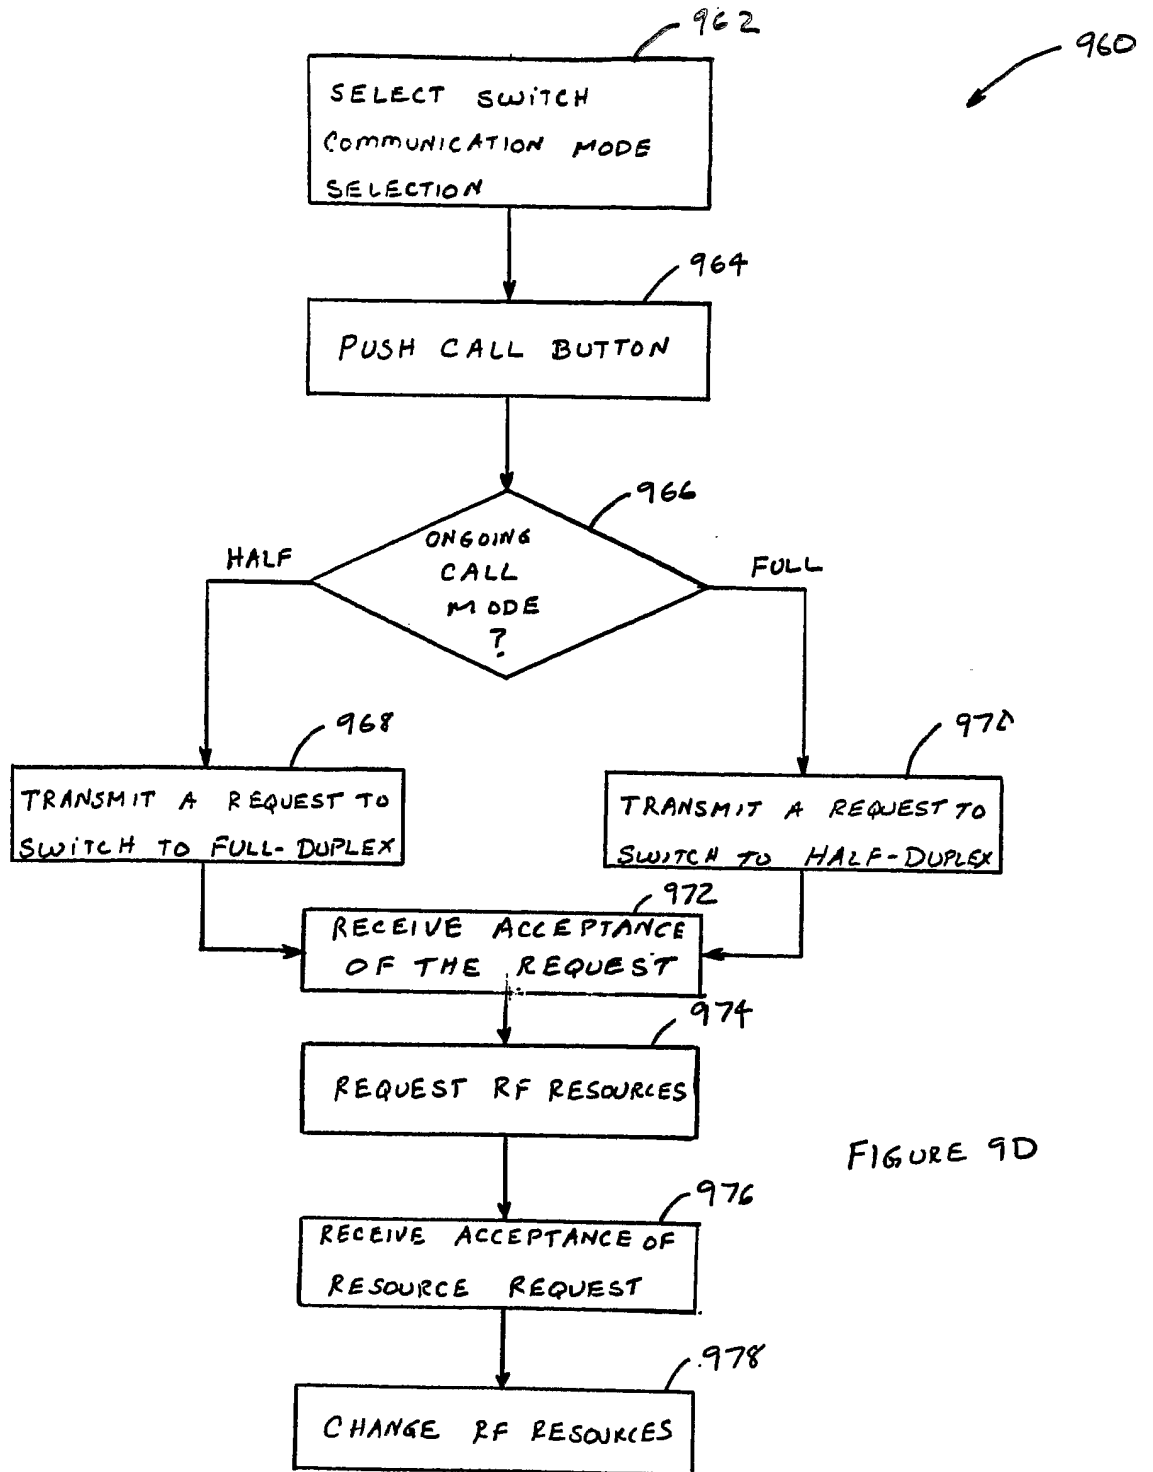 962
960
SELECT SWITCH
COMMUNICATION MODE
SELECTION
964
PUSH CALL BUTTON
966
ONGOING
CALL
MODE
?
HALF
FULL
968
970
TRANSMIT A REQUEST TO
SWITCH TO FULL-DUPLEX
TRANSMIT A REQUEST TO
SWITCH TO HALF-DUPLEX
972
RECEIVE ACCEPTANCE
OF THE REQUEST
974
REQUEST RF RESOURCES
FIGURE 9D
976
RECEIVE ACCEPTANCE OF
RESOURCE REQUEST
978
CHANGE RF RESOURCES